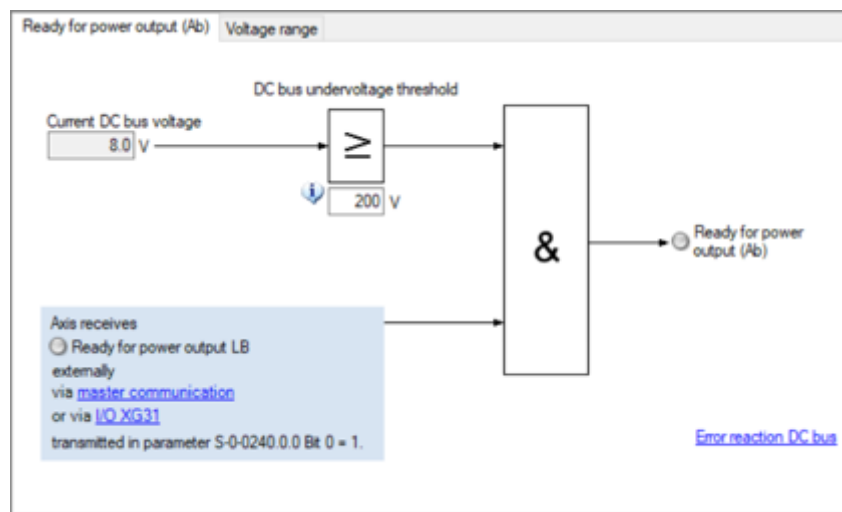 Ready for power output (Ab)
Voltage range
DC bus undervoltage threshold
Current DC bus voltage
8.0 V
≥
200 V
&
Ready for power
output (Ab)
Axis receives
Ready for power output LB
externally
via master communication
or via I/O XG31
transmitted in parameter S-0-0240.0.0 Bit 0 = 1.
Error reaction DC bus